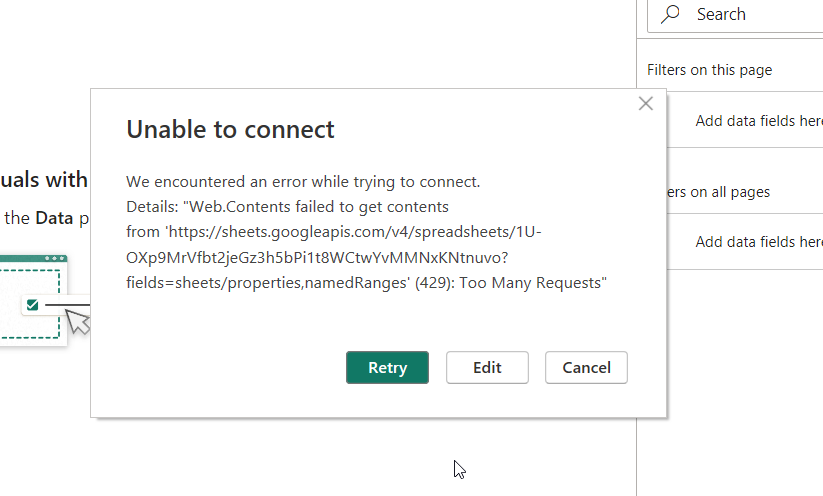 Search
Filters on this page
Add data fields here
Unable to connect
We encountered an error while trying to connect.
Details: "Web.Contents failed to get contents
from 'https://sheets.googleapis.com/v4/spreadsheets/1U-
OXp9MrVfbt2jeGz3h5bPi1t8WCtwYvMMNxKNtnuvo?
fields=sheets/properties,namedRanges' (429): Too Many Requests"
Retry Edit Cancel
uals with
the Data p
ers on all pages
Add data fields here